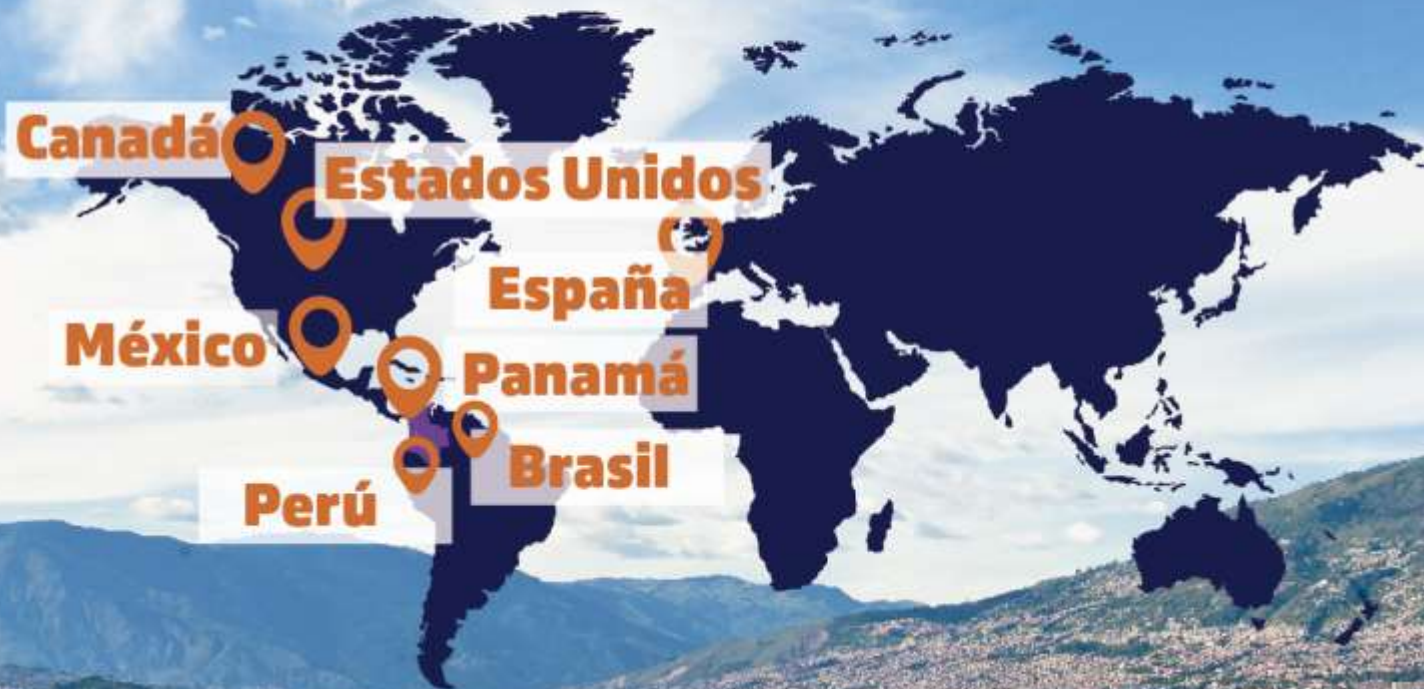 Canadá
Estados Unidos
España
México
Panamá
Brasil
Perú